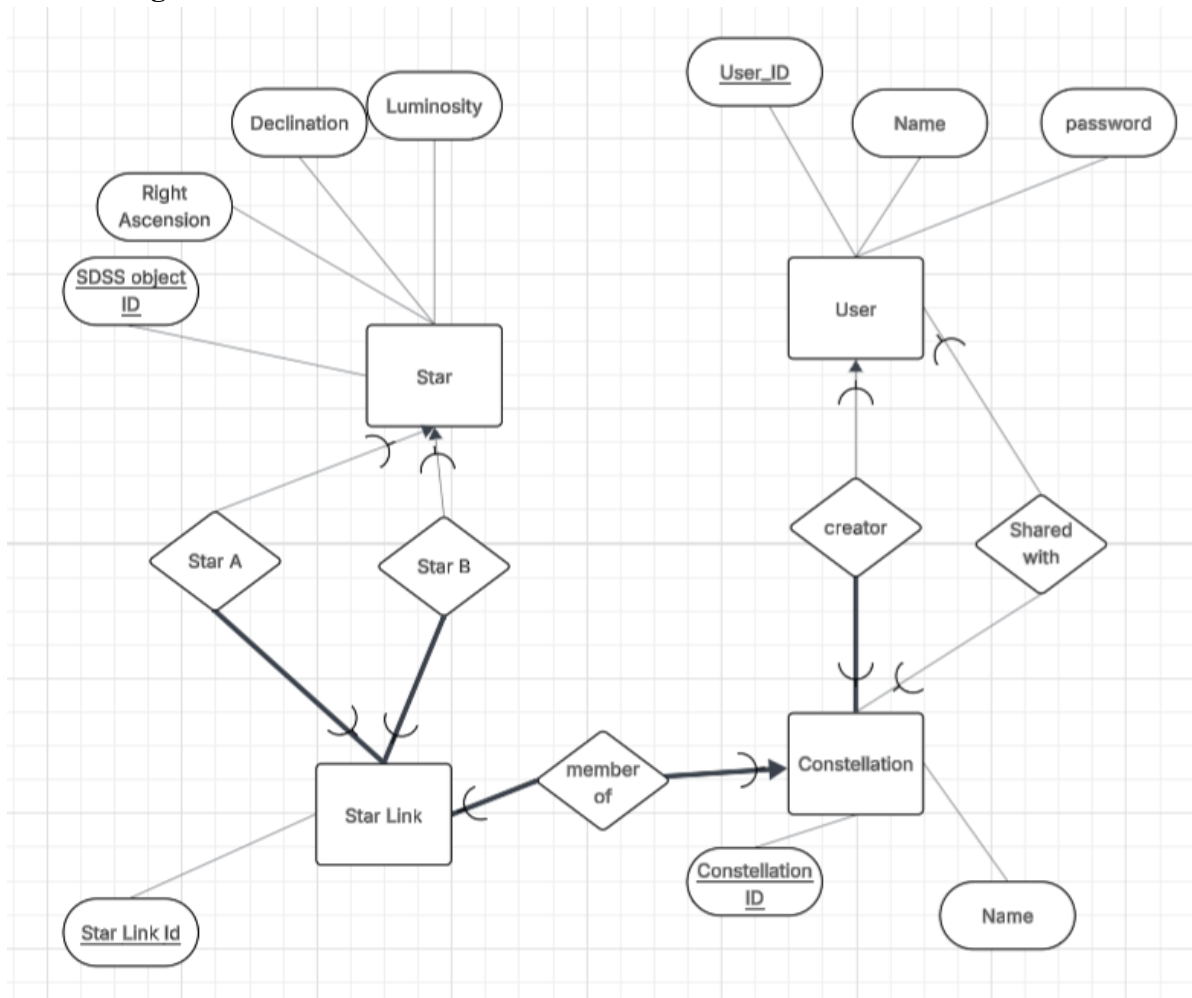 User_ID
Luminosity
Declination
Name
password
Right
Ascension
SDSS object
ID
User
Star
creator
Shared
with
Star A
Star B
member
of
Constellation
Star Link
Constellation
ID
Name
Star Link Id